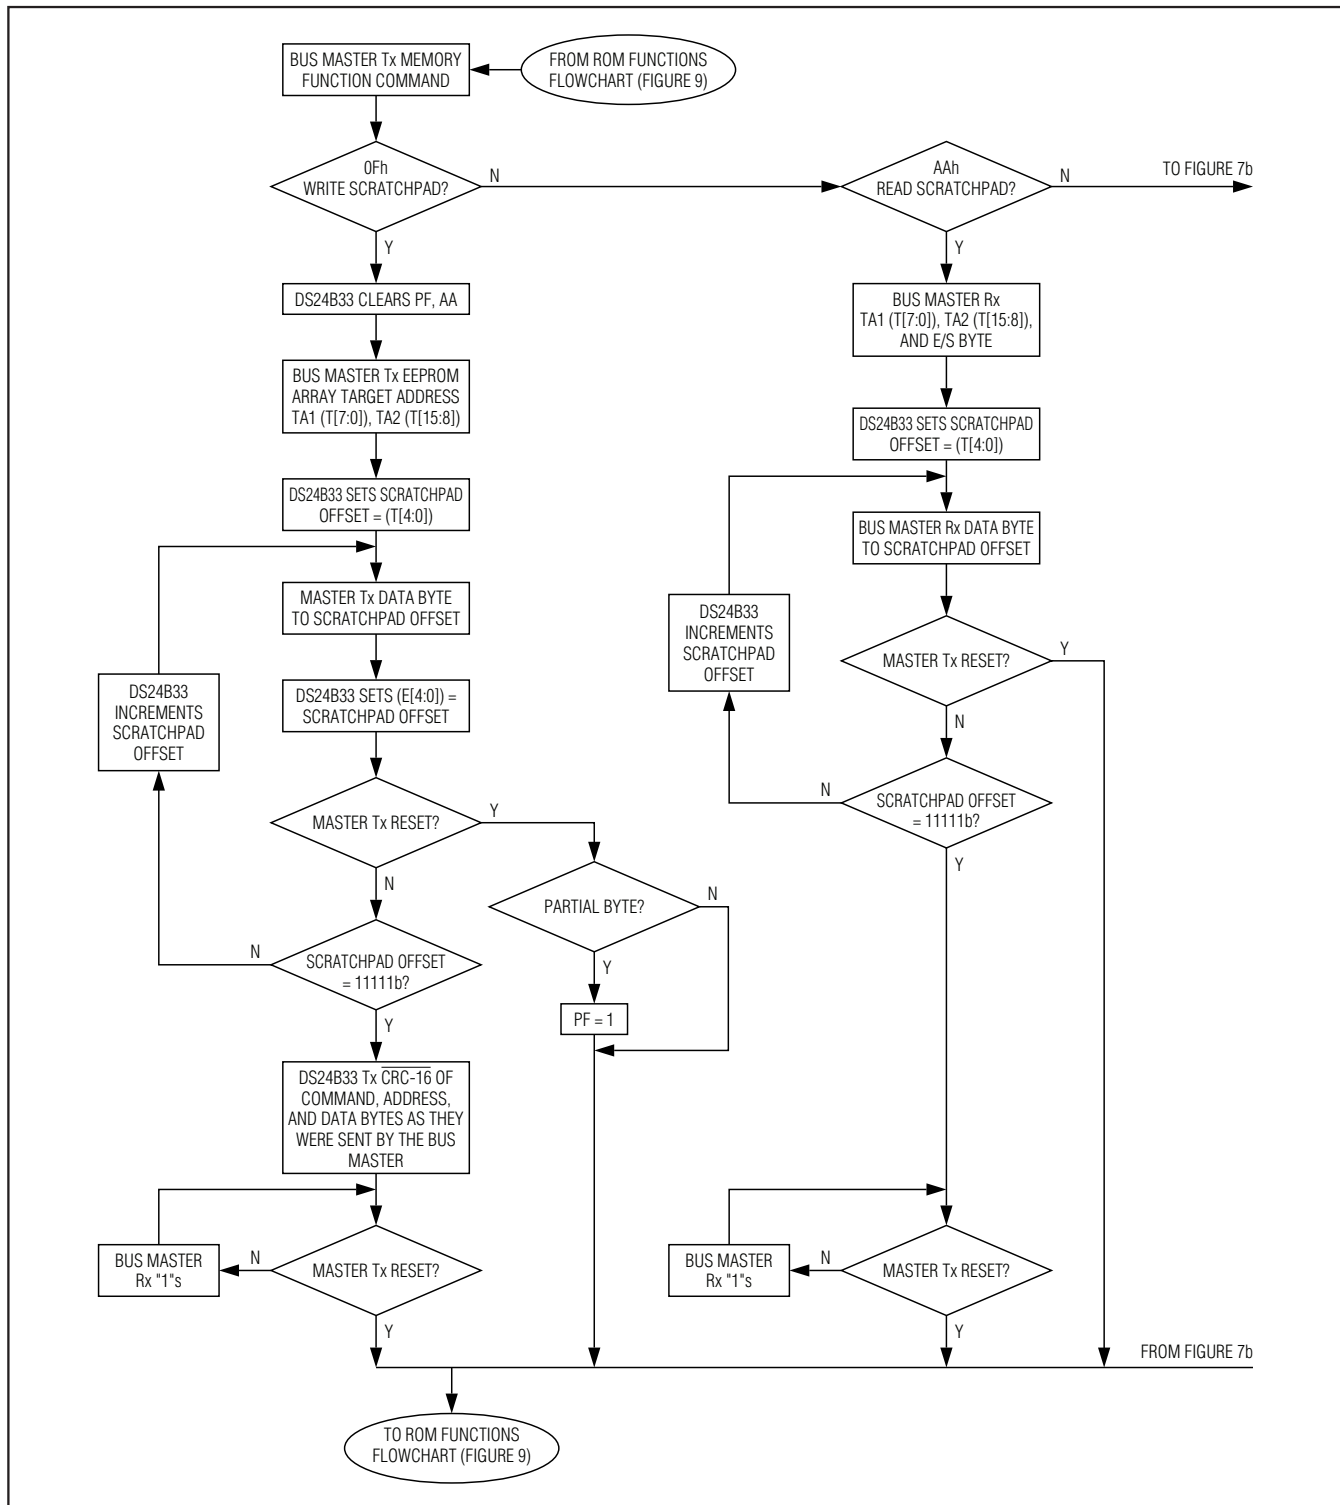 BUS MASTER Tx MEMORY
FUNCTION COMMAND
FROM ROM FUNCTIONS
FLOWCHART (FIGURE 9)
0Fh
WRITE SCRATCHPAD?
N
Y
AAh
READ SCRATCHPAD?
N
TO FIGURE 7b
Y
DS24B33 CLEARS PF, AA
BUS MASTER Tx EEPROM
ARRAY TARGET ADDRESS
TA1 (T[7:0]), TA2 (T[15:8])
DS24B33 SETS SCRATCHPAD
OFFSET = (T[4:0])
MASTER Tx DATA BYTE
TO SCRATCHPAD OFFSET
DS24B33 SETS (E[4:0]) =
SCRATCHPAD OFFSET
DS24B33
INCREMENTS
SCRATCHPAD
OFFSET
MASTER Tx RESET?
Y
N
PARTIAL BYTE?
N
Y
PF = 1
SCRATCHPAD OFFSET
= 11111b?
N
Y
DS24B33 Tx CRC-16 OF
COMMAND, ADDRESS,
AND DATA BYTES AS THEY
WERE SENT BY THE BUS
MASTER
BUS MASTER
Rx "1"s
N
MASTER Tx RESET?
Y
BUS MASTER Rx
TA1 (T[7:0]), TA2 (T[15:8]),
AND E/S BYTE
DS24B33 SETS SCRATCHPAD
OFFSET = (T[4:0])
BUS MASTER Rx DATA BYTE
TO SCRATCHPAD OFFSET
DS24B33
INCREMENTS
SCRATCHPAD
OFFSET
MASTER Tx RESET?
Y
N
SCRATCHPAD OFFSET
= 11111b?
N
Y
BUS MASTER
Rx "1"s
N
MASTER Tx RESET?
Y
FROM FIGURE 7b
TO ROM FUNCTIONS
FLOWCHART (FIGURE 9)